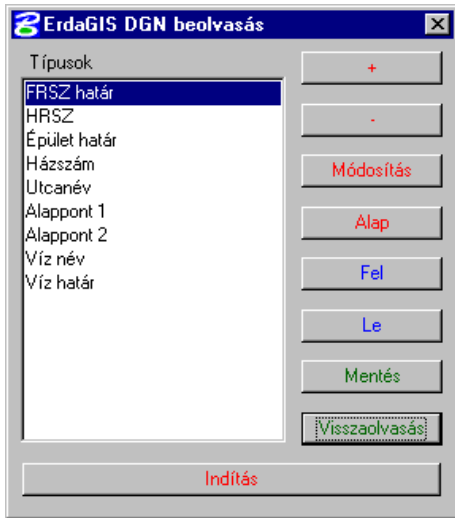 ErdaGIS DGN beolvasás
Típusok
FRSZ határ
HRSZ
Épület határ
Házszám
Utcanév
Alappont 1
Alappont 2
Víz név
Víz határ
+
-
Módosítás
Alap
Fel
Le
Mentés
Visszaolvasás
Indítás